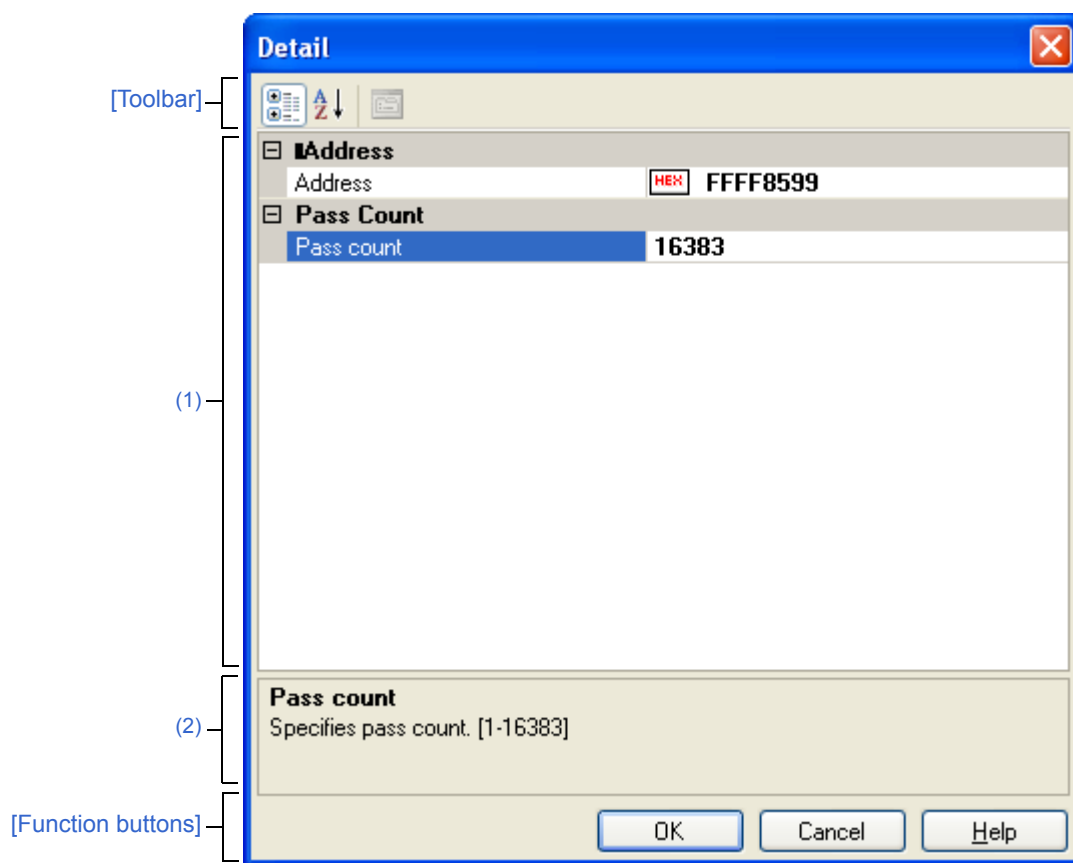 Detail
[Toolbar]
A
Z
Address
Address HEX FFFF8599
Pass Count
Pass count 16383
(1)
(2)
Pass count
Specifies pass count. [1-16383]
[Function buttons]
OK Cancel Help